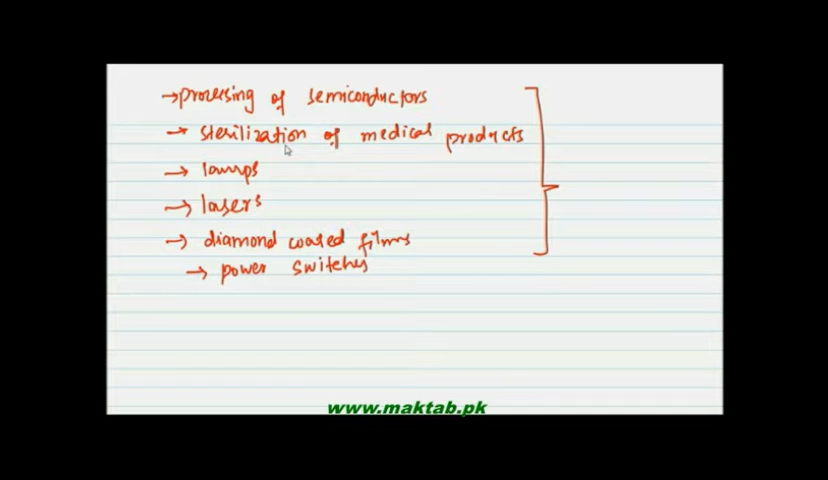 → processing of semiconductors
→ sterilization of medical products
→ lamps
→ lasers
→ diamond coated films
→ power switches
www.maktab.pk